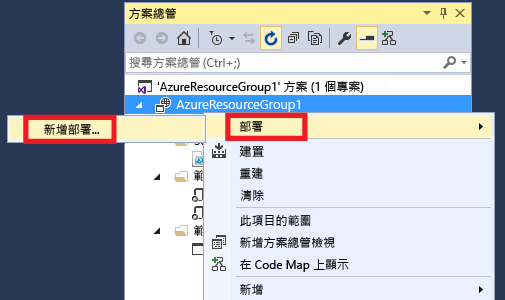 方案總管
搜尋方案總管 (Ctrl+;)
'AzureResourceGroup1' 方案 (1 個專案)
AzureResourceGroup1
新增部署...
部署
建置
重建
清除
此項目的範圍
新增方案總管檢視
在 Code Map 上顯示
新增